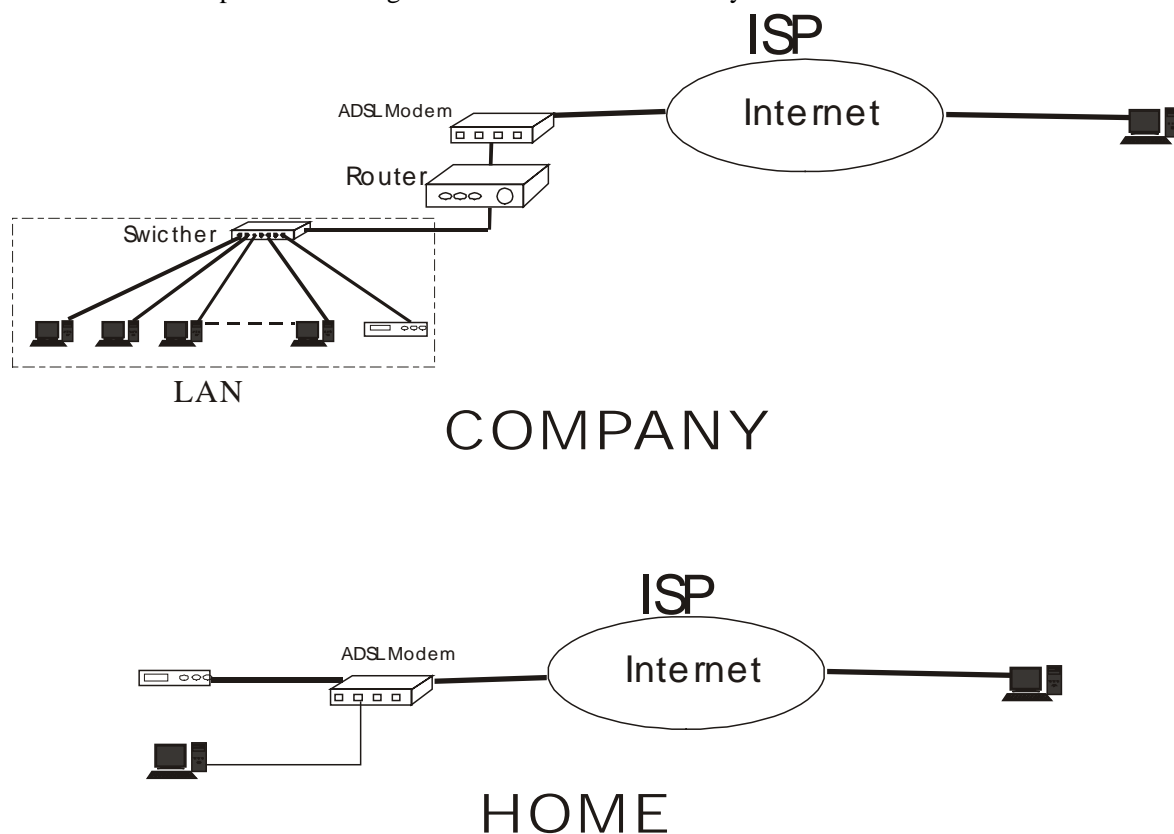 ISP
Internet
ADSL Modem
Router
Swicther
LAN
COMPANY
ISP
ADSL Modem
Internet
HOME